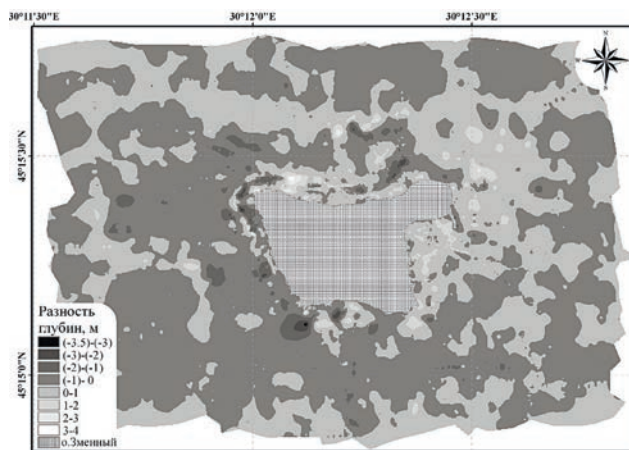 30°11'30"E 30°12'0"E 30°12'30"E
N
45°15'30"N
45°15'0"N
Разность
глубин, м
(-3.5)-(-3)
(-3)-(-2)
(-2)-(-1)
(-1)- 0
0-1
1-2
2-3
3-4
о.Змеиный